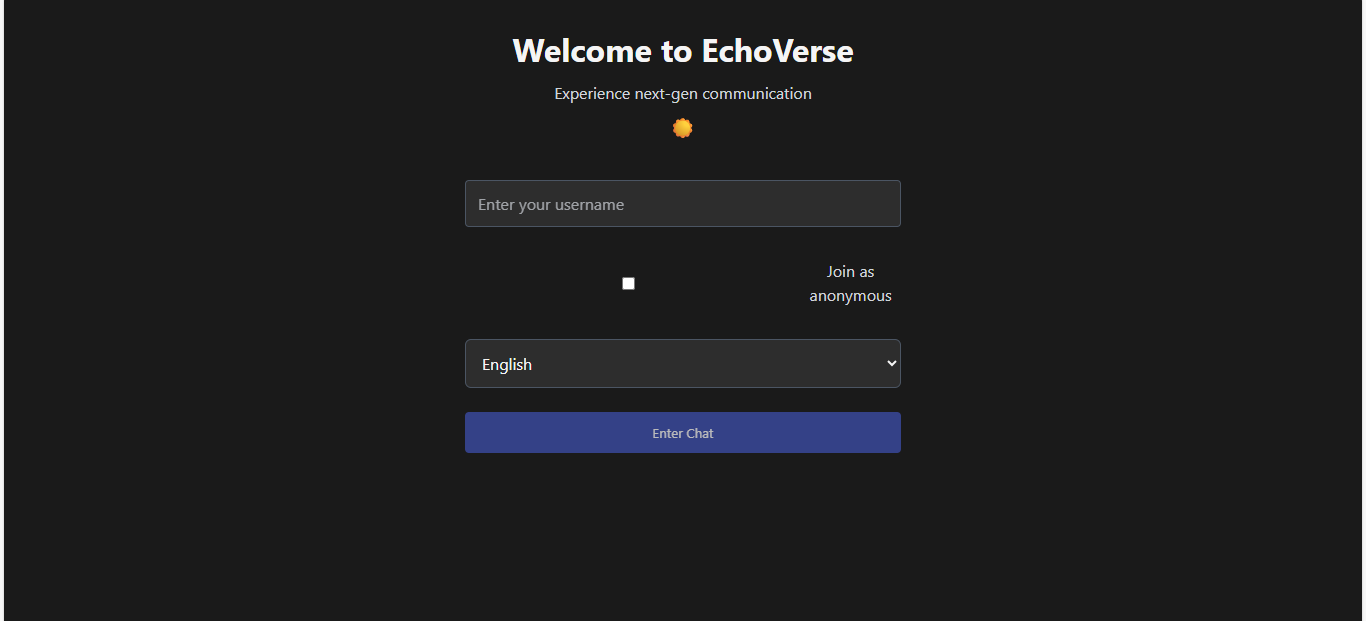 Welcome to EchoVerse
Experience next-gen communication
Enter your username
Join as
anonymous
English
Enter Chat